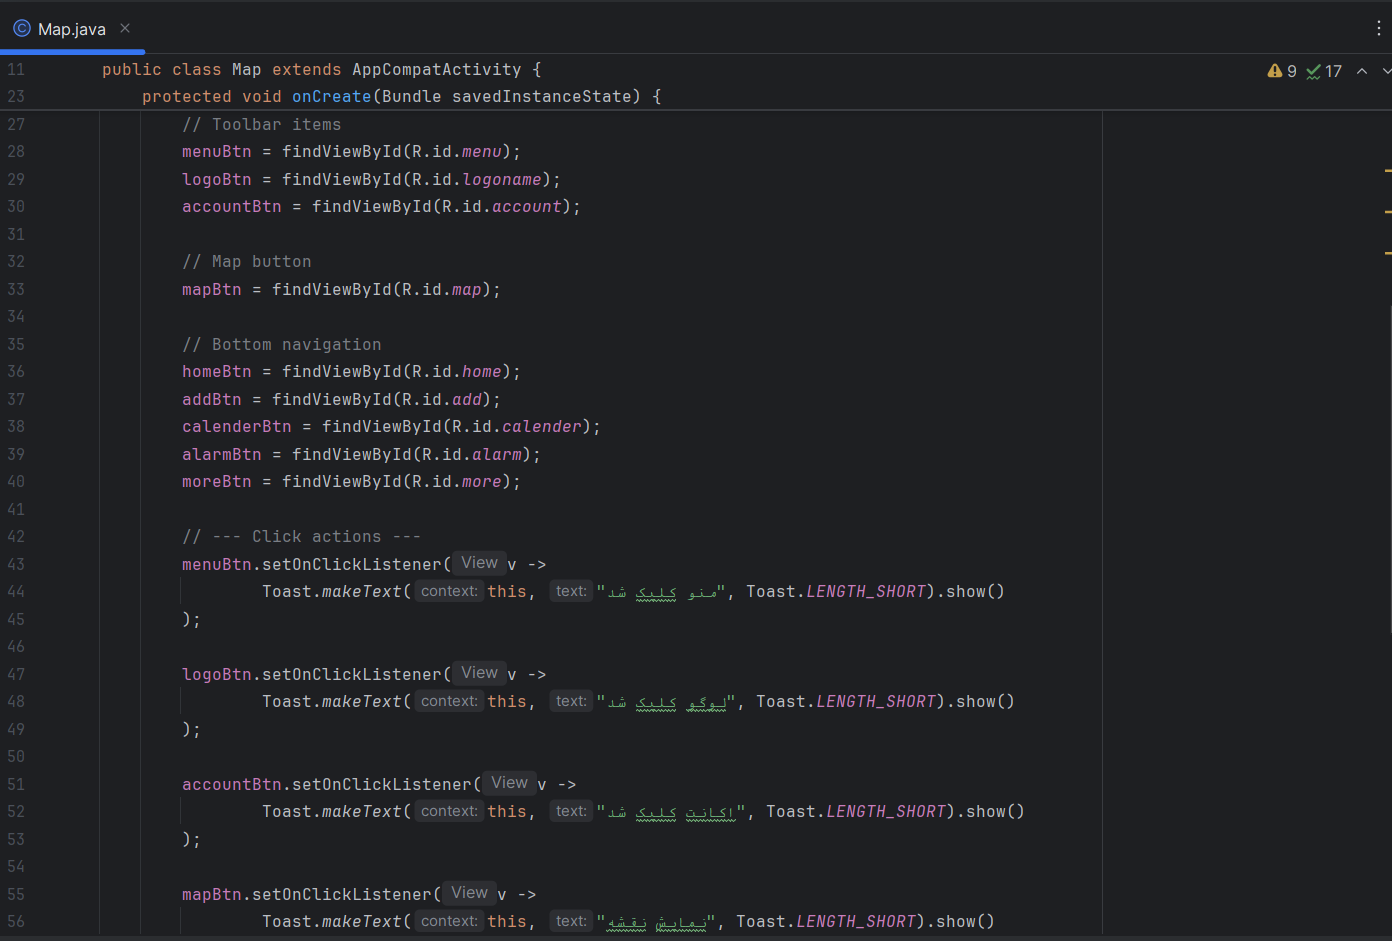 Map.java
9 17
11 public class Map extends AppCompatActivity {
23 protected void onCreate(Bundle savedInstanceState) {
27 // Toolbar items
28 menuBtn = findViewById(R.id.menu);
29 logoBtn = findViewById(R.id.logoname);
30 accountBtn = findViewById(R.id.account);
31
32 // Map button
33 mapBtn = findViewById(R.id.map);
34
35 // Bottom navigation
36 homeBtn = findViewById(R.id.home);
37 addBtn = findViewById(R.id.add);
38 calenderBtn = findViewById(R.id.calender);
39 alarmBtn = findViewById(R.id.alarm);
40 moreBtn = findViewById(R.id.more);
41
42 // --- Click actions ---
43 menuBtn.setOnClickListener( View v ->
44 Toast.makeText( context: this, text: "منو کلیک شد", Toast.LENGTH_SHORT).show()
45 );
46
47 logoBtn.setOnClickListener( View v ->
48 Toast.makeText( context: this, text: "لوگو کلیک شد", Toast.LENGTH_SHORT).show()
49 );
50
51 accountBtn.setOnClickListener( View v ->
52 Toast.makeText( context: this, text: "اکانت کلیک شد", Toast.LENGTH_SHORT).show()
53 );
54
55 mapBtn.setOnClickListener( View v ->
56 Toast.makeText( context: this, text: "نمایش نقشه", Toast.LENGTH_SHORT).show()